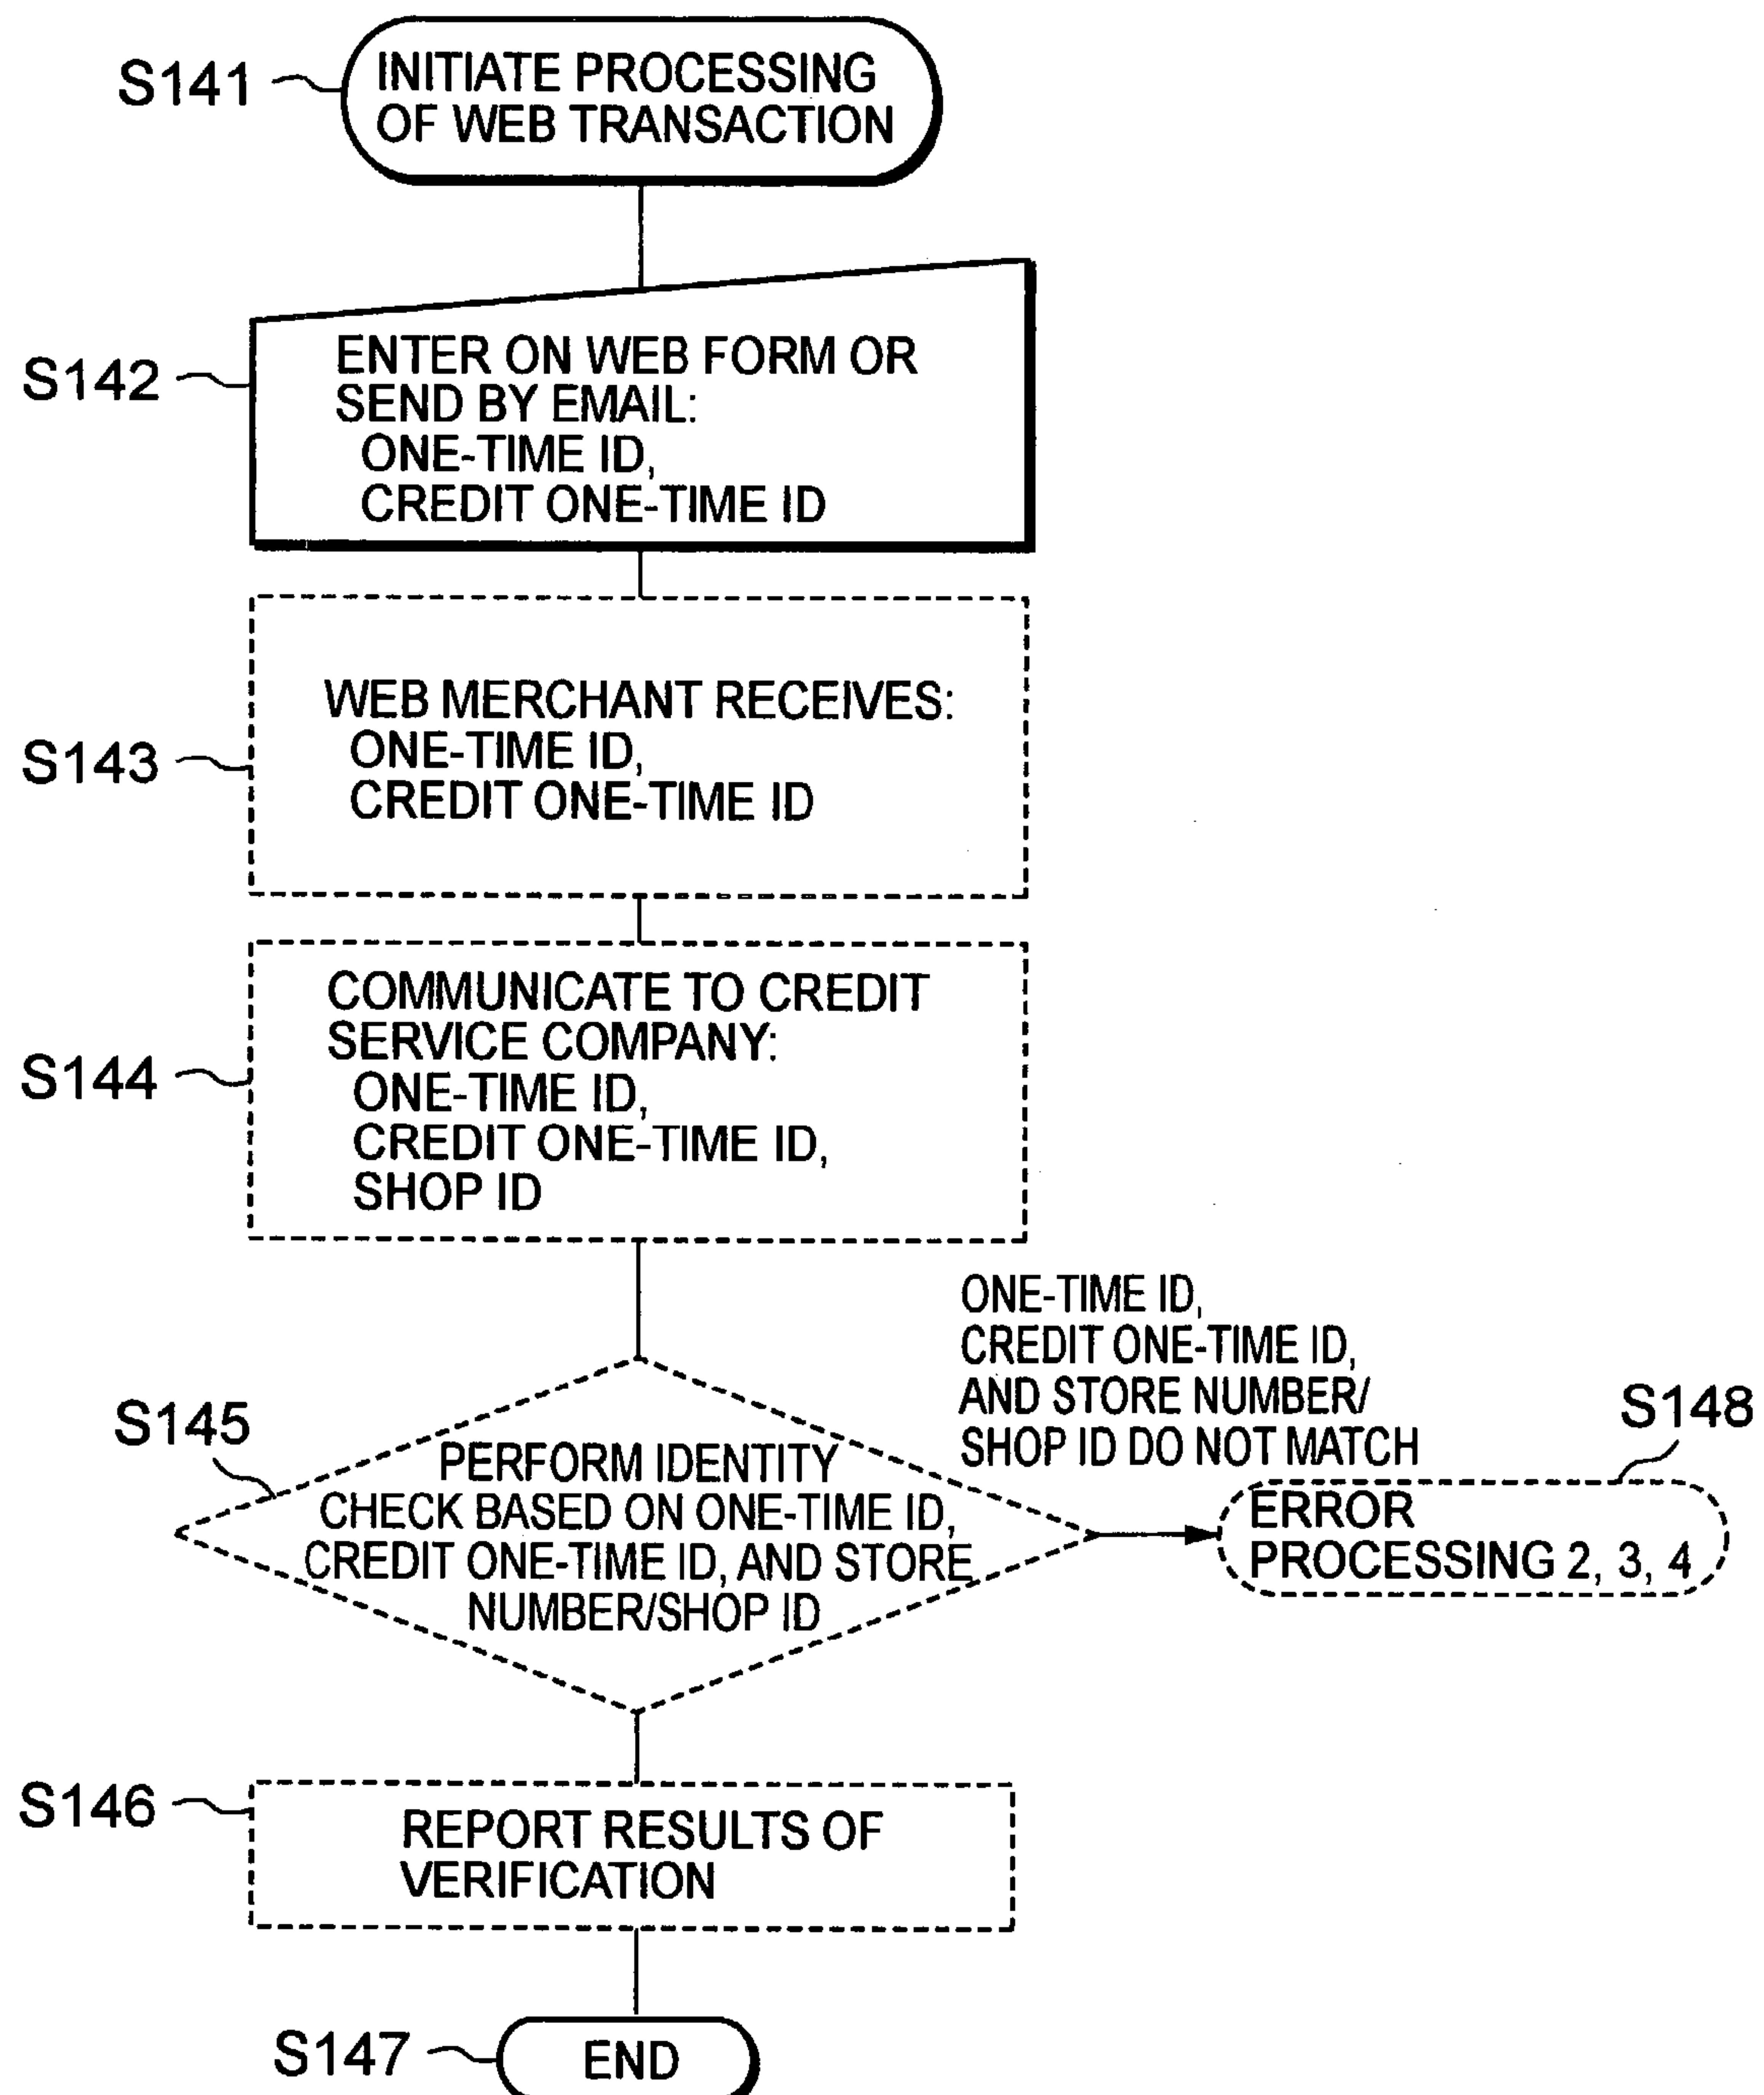 S141
INITIATE PROCESSING
OF WEB TRANSACTION
S142
ENTER ON WEB FORM OR
SEND BY EMAIL:
ONE-TIME ID,
CREDIT ONE-TIME ID
S143
WEB MERCHANT RECEIVES:
ONE-TIME ID,
CREDIT ONE-TIME ID
S144
COMMUNICATE TO CREDIT
SERVICE COMPANY:
ONE-TIME ID,
CREDIT ONE-TIME ID,
SHOP ID
S145
PERFORM IDENTITY
CHECK BASED ON ONE-TIME ID,
CREDIT ONE-TIME ID, AND STORE
NUMBER/SHOP ID
ONE-TIME ID,
CREDIT ONE-TIME ID,
AND STORE NUMBER/
SHOP ID DO NOT MATCH
S148
ERROR
PROCESSING 2, 3, 4
S146
REPORT RESULTS OF
VERIFICATION
S147
END